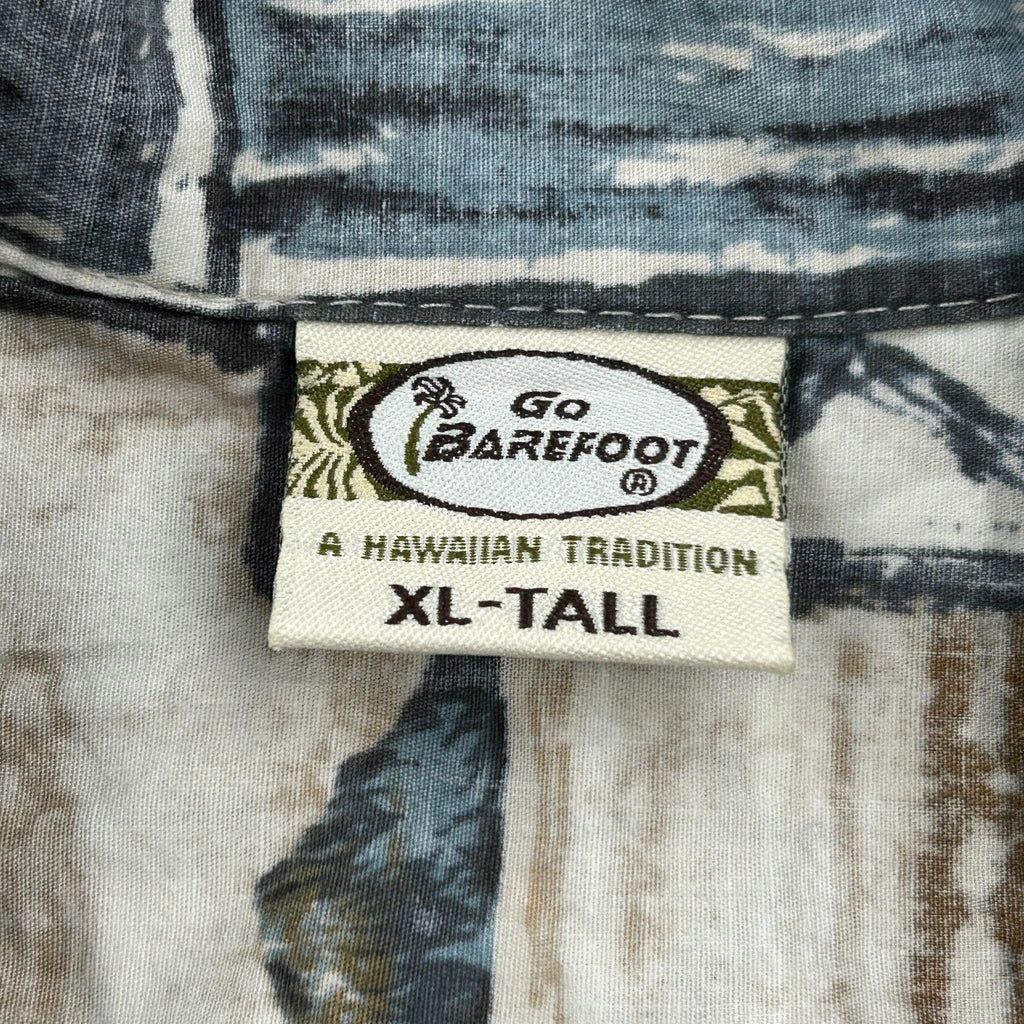 Go
BAREFOOT
®
A HAWAIIAN TRADITION
XL-TALL